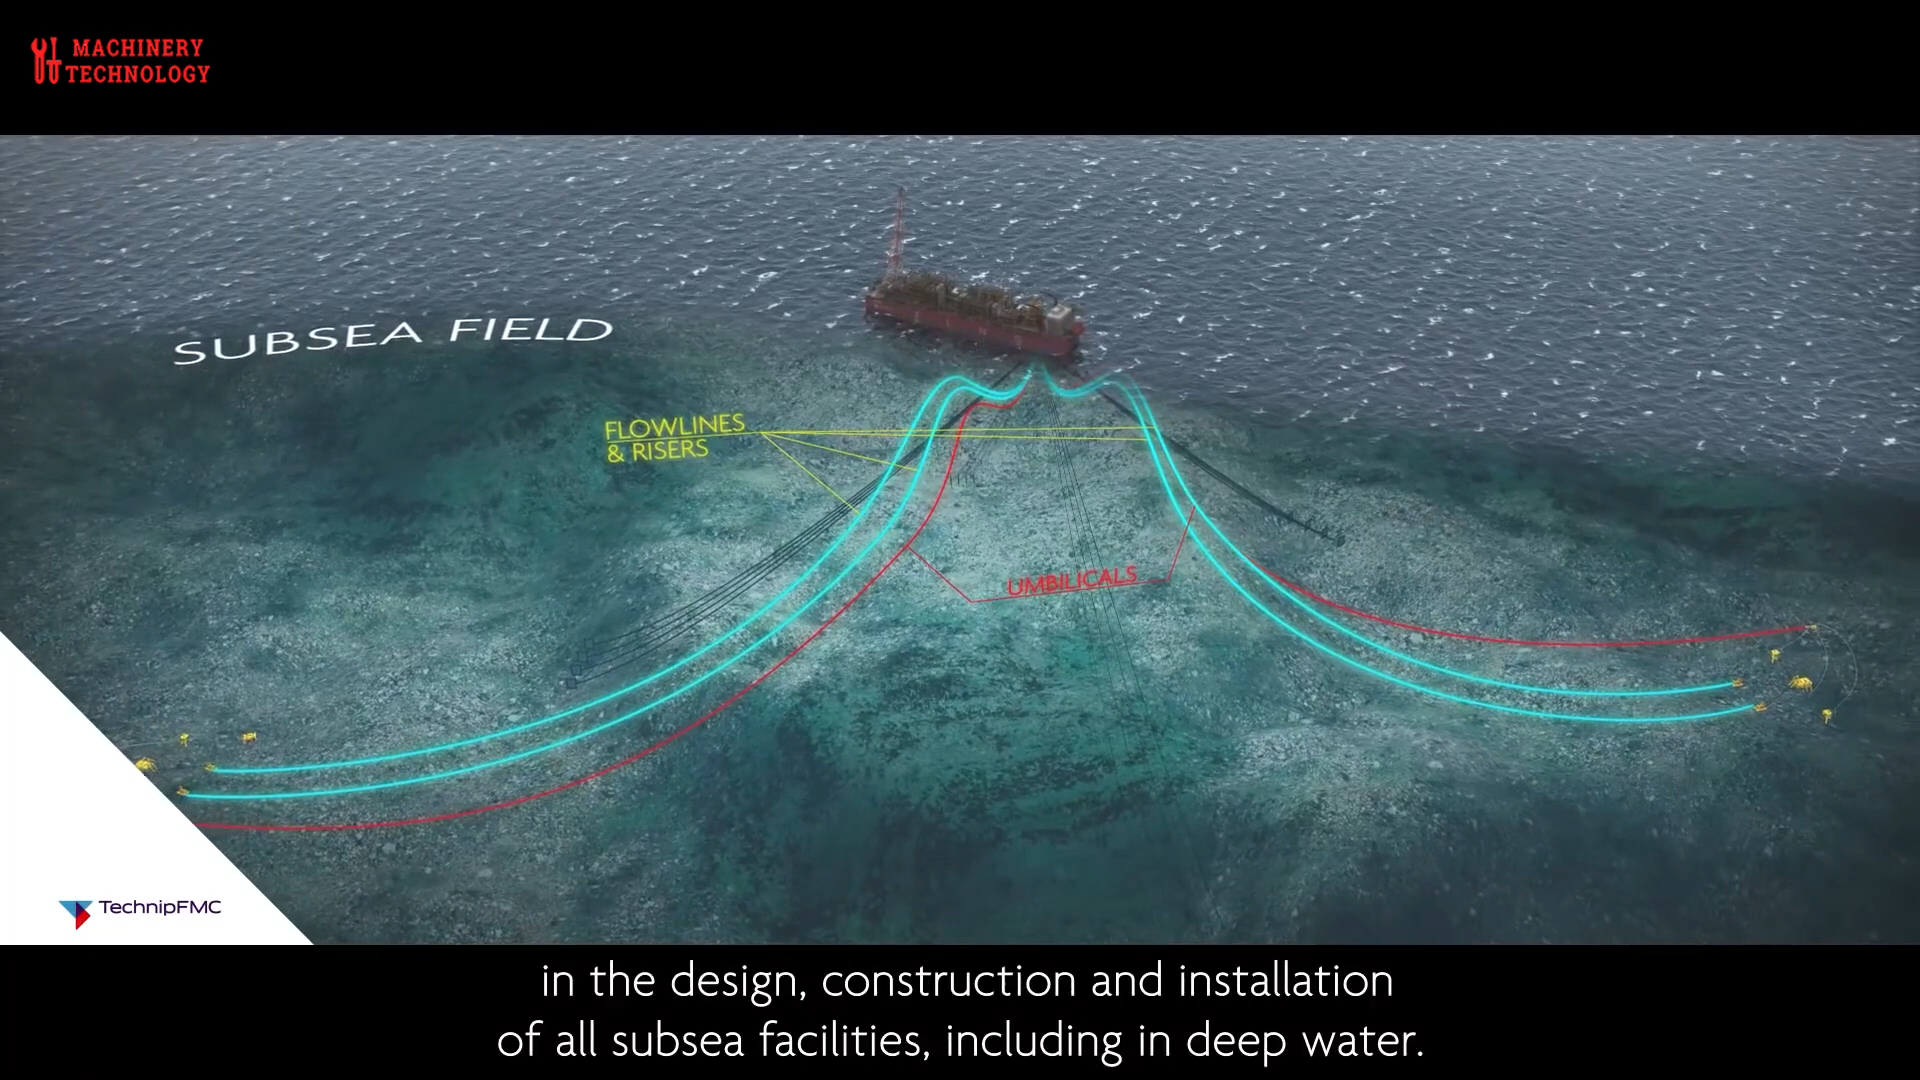 MACHINERY
TECHNOLOGY
SUBSEA FIELD
FLOWLINES
& RISERS
UMBILICALS
TechnipFMC
in the design, construction and installation
of all subsea facilities, including in deep water.